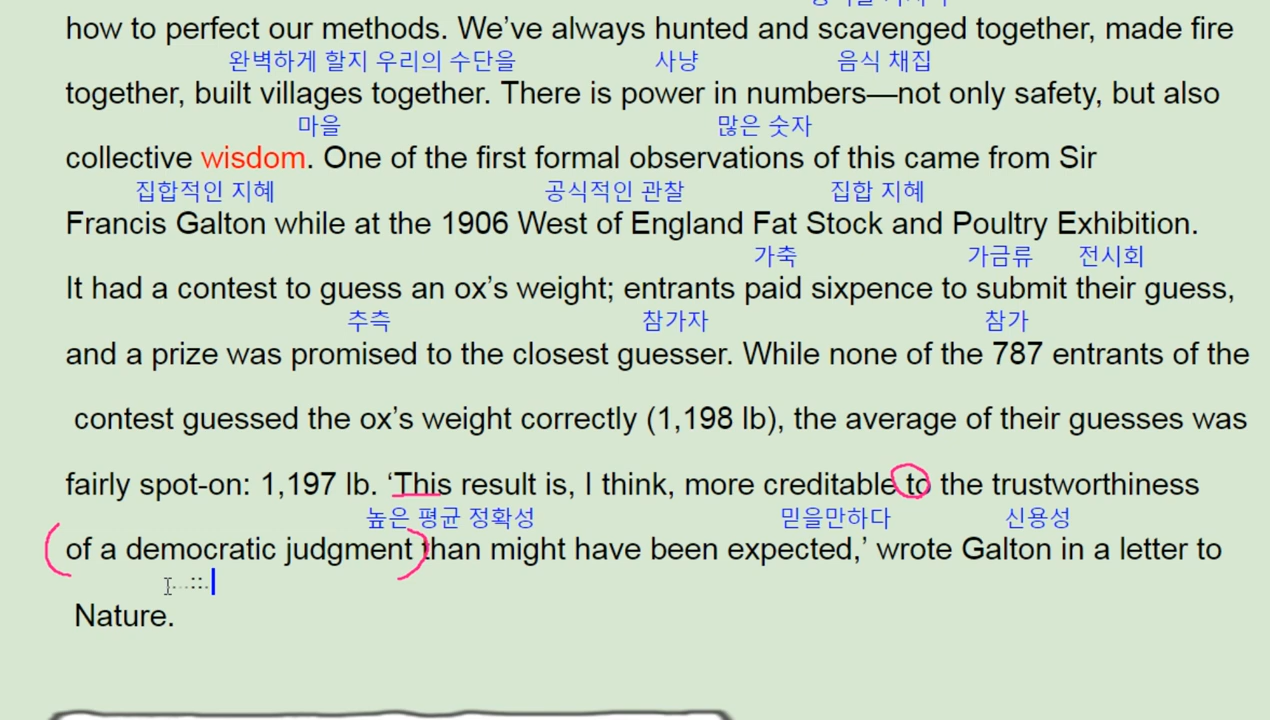 how to perfect our methods. We've always hunted and scavenged together, made fire
완벽하게 할지 우리의 수단을 사냥 음식 채집
together, built villages together. There is power in numbers—not only safety, but also
마을 많은 숫자
collective wisdom. One of the first formal observations of this came from Sir
집합적인 지혜 공식적인 관찰 집합 지혜
Francis Galton while at the 1906 West of England Fat Stock and Poultry Exhibition.
가축 가금류 전시회
It had a contest to guess an ox's weight; entrants paid sixpence to submit their guess,
추측 참가자 참가
and a prize was promised to the closest guesser. While none of the 787 entrants of the
contest guessed the ox's weight correctly (1,198 lb), the average of their guesses was
fairly spot-on: 1,197 lb. 'This result is, I think, more creditable to the trustworthiness
높은 평균 정확성 믿을만하다 신용성
of a democratic judgment than might have been expected,' wrote Galton in a letter to
Nature.